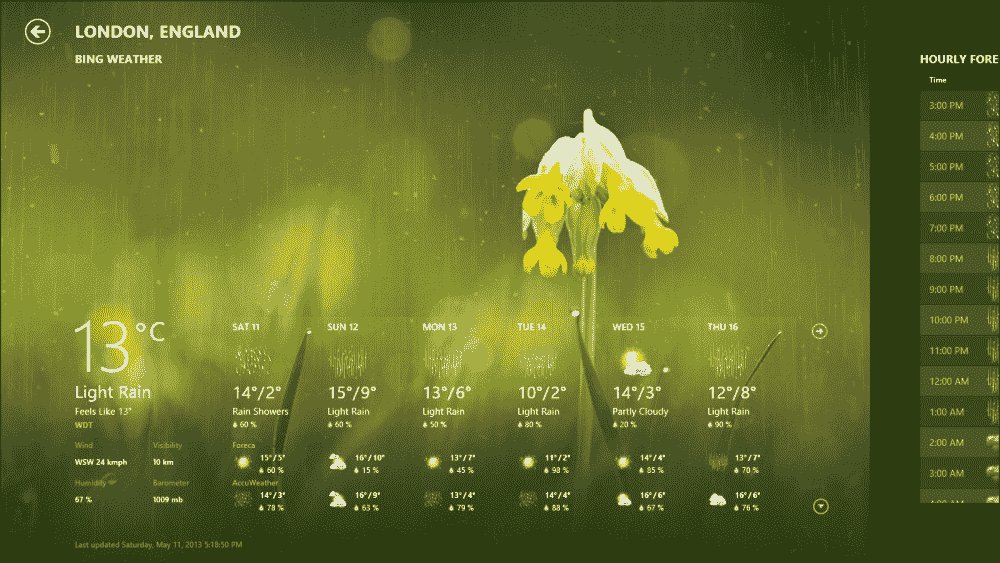 LONDON, ENGLAND
BING WEATHER
13°C
Light Rain
Feels Like 13°
WDT
Wind
Visibility
WSW 24 kmph
10 km
Humidity
Barometer
67 %
1009 mb
SAT 11
SUN 12
MON 13
TUE 14
WED 15
THU 16
14°/2°
15°/9°
13°/6°
10°/2°
14°/3°
12°/8°
Rain Showers
Light Rain
Light Rain
Light Rain
Partly Cloudy
Light Rain
60 %
60 %
50 %
80 %
20 %
90 %
Foreca
15°/5°
16°/10°
13°/7°
11°/2°
14°/4°
13°/7°
60 %
15 %
45 %
98 %
85 %
70 %
AccuWeather
14°/3°
16°/9°
13°/4°
14°/4°
16°/6°
16°/6°
78 %
63 %
79 %
88 %
67 %
76 %
Last updated Saturday, May 11, 2013 5:18:50 PM
HOURLY FORE
Time
3:00 PM
4:00 PM
5:00 PM
6:00 PM
7:00 PM
8:00 PM
9:00 PM
10:00 PM
11:00 PM
12:00 AM
1:00 AM
2:00 AM
3:00 AM
4:00 AM